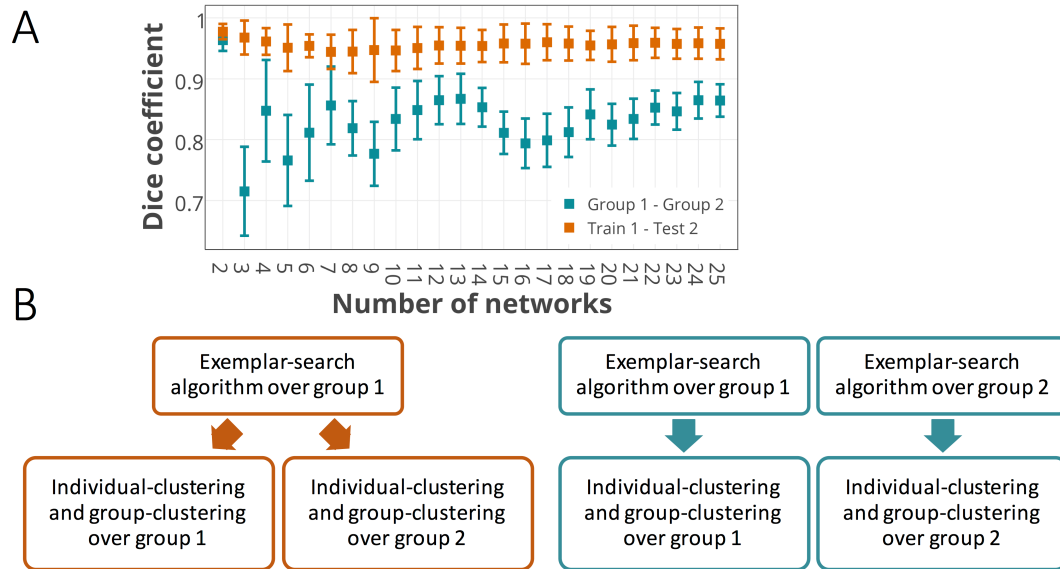 A
Dice coefficient
1
0.9
0.8
0.7
Group 1 - Group 2
Train 1 - Test 2
2 3 4 5 6 7 8 9 10 11 12 13 14 15 16 17 18 19 20 21 22 23 24 25
Number of networks
B
Exemplar-search
algorithm over group 1
Individual-clustering
and group-clustering
over group 1
Individual-clustering
and group-clustering
over group 2
Exemplar-search
algorithm over group 1
Exemplar-search
algorithm over group 2
Individual-clustering
and group-clustering
over group 1
Individual-clustering
and group-clustering
over group 2